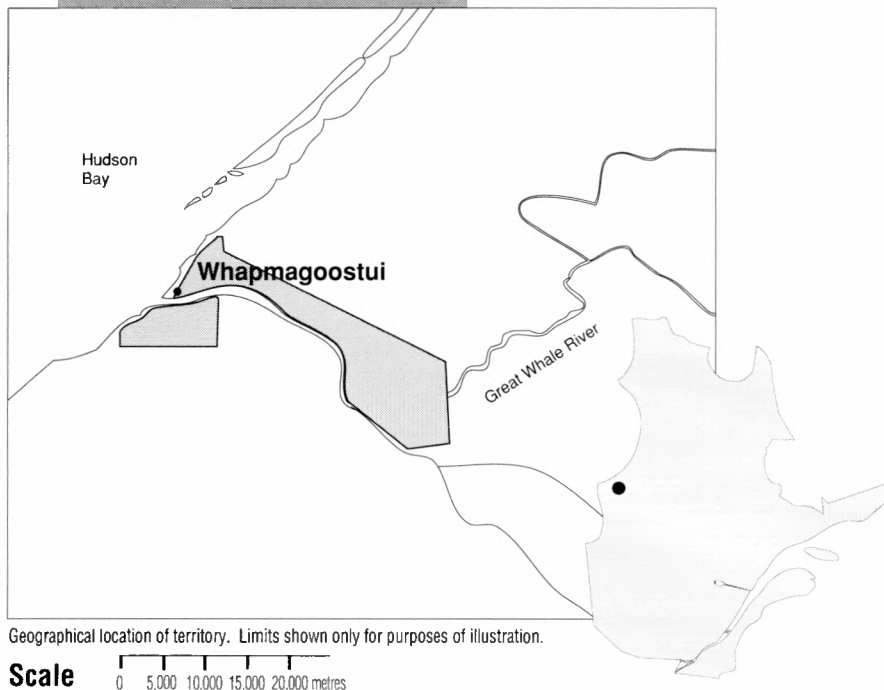 Hudson
Bay
Whapmagoostui
Great Whale River
Geographical location of territory. Limits shown only for purposes of illustration.
Scale
0 5,000 10,000 15,000 20,000 metres